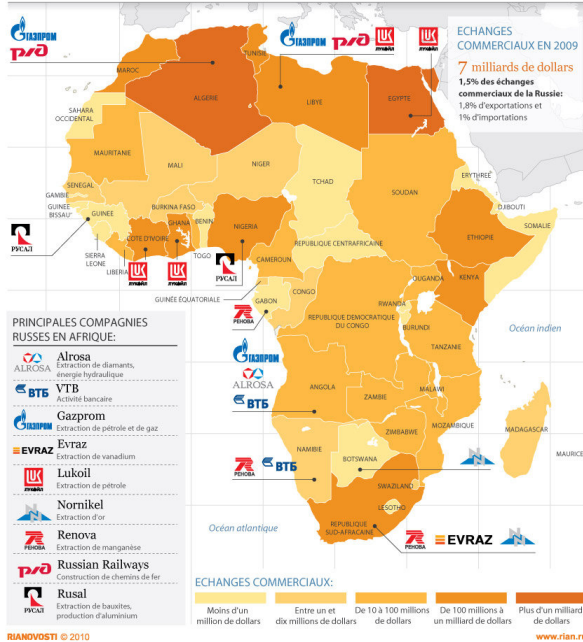 ГАЗПРОМ
РЖД
ГАЗПРОМ РЖД ЛУКОЙЛ ЛУКОЙЛ
ECHANGES
COMMERCIAUX EN 2009
7 milliards de dollars
1,5% des échanges
commerciaux de la Russie:
1,8% d'exportations et
1% d'importations
TUNISIE
MAROC
ALGERIE
LIBYE
EGYPTE
SAHARA
OCCIDENTAL
MAURITANIE
MALI
NIGER
TCHAD
SOUDAN
ERYTHREE
SENEGAL
GAMBIE
GUINEE
BISSAU
GUINEE
BURKINA FASO
BENIN
GHANA
NIGERIA
DJIBOUTI
SOMALIE
ETHIOPIE
РУСАЛ
COTE D'IVOIRE
SIERRA
LEONE
LIBERIA
ЛУКОЙЛ
ЛУКОЙЛ
TOGO
РУСАЛ
CAMEROUN
REPUBLIQUE CENTRAFRICAINE
GUINÉE ÉQUATORIALE
CONGO
GABON
OUGANDA
KENYA
RWANDA
BURUNDI
REPUBLIQUE DEMOCRATIQUE
DU CONGO
TANZANIE
Océan indien
РЕНОВА
ГАЗПРОМ
ALROSA
ВТБ
ANGOLA
ZAMBIE
MALAWI
MOZAMBIQUE
ZIMBABWE
MADAGASCAR
MAURICE
РЕНОВА ВТБ
NAMIBIE
BOTSWANA
SWAZILAND
LESOTHO
REPUBLIQUE
SUD-AFRICAINE
РЕНОВА EVRAZ
Océan atlantique
PRINCIPALES COMPAGNIES
RUSSES EN AFRIQUE:
ALROSA
Alrosa
Extraction de diamants,
énergie hydraulique
ВТБ
VTB
Activité bancaire
ГАЗПРОМ
Gazprom
Extraction de pétrole et de gaz
EVRAZ
Evraz
Extraction de vanadium
ЛУКОЙЛ
Lukoil
Extraction de pétrole
Nornikel
Extraction d'or
РЕНОВА
Renova
Extraction de manganèse
РЖД
Russian Railways
Construction de chemins de fer
РУСАЛ
Rusal
Extraction de bauxites,
production d'aluminium
ECHANGES COMMERCIAUX:
Moins d'un
million de dollars
Entre un et
dix millions de dollars
De 10 à 100 millions
de dollars
De 100 millions à
un milliard de dollars
Plus d'un milliard
de dollars
RIANOVOSTI © 2010
www.rian.r